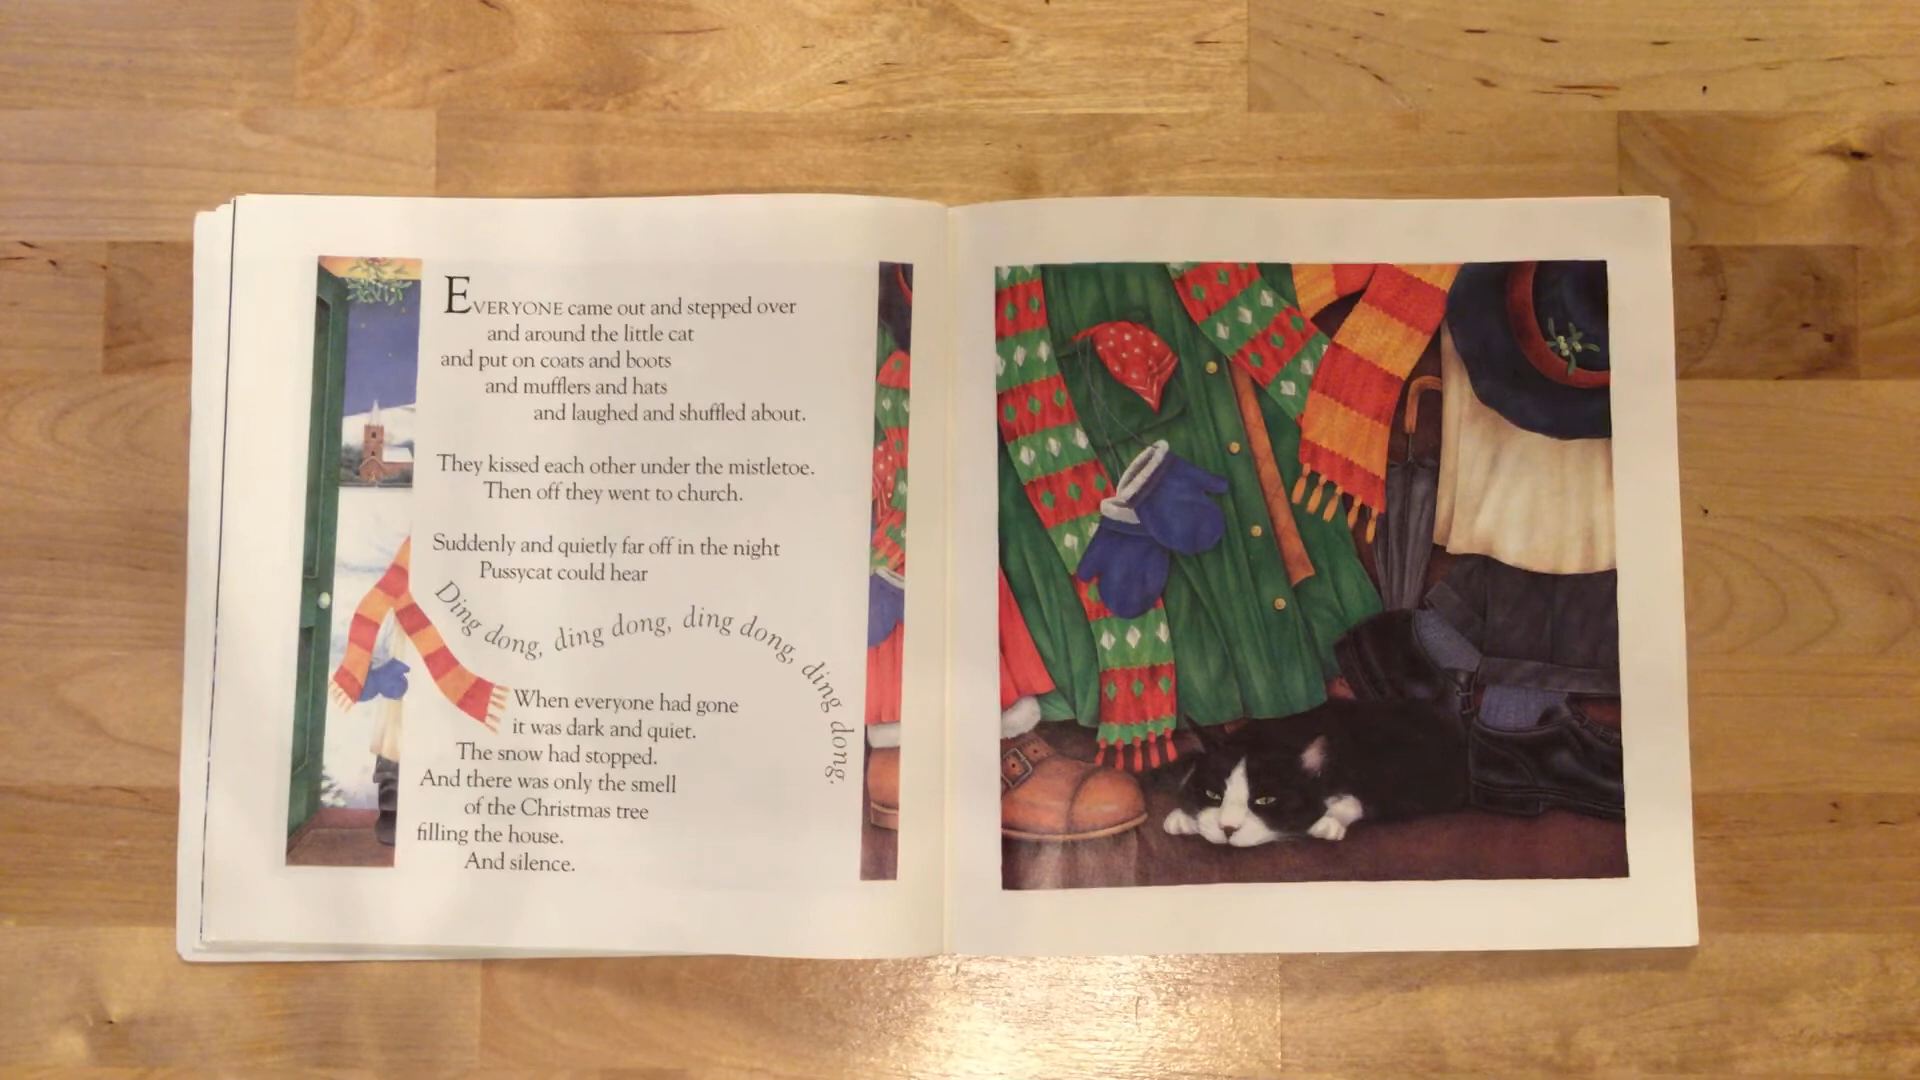 EVERYONE came out and stepped over
and around the little cat
and put on coats and boots
and mufflers and hats
and laughed and shuffled about.
They kissed each other under the mistletoe.
Then off they went to church.
Suddenly and quietly far off in the night
Pussycat could hear
Ding dong, ding dong, ding dong, ding dong.
When everyone had gone
it was dark and quiet.
The snow had stopped.
And there was only the smell
of the Christmas tree
filling the house.
And silence.